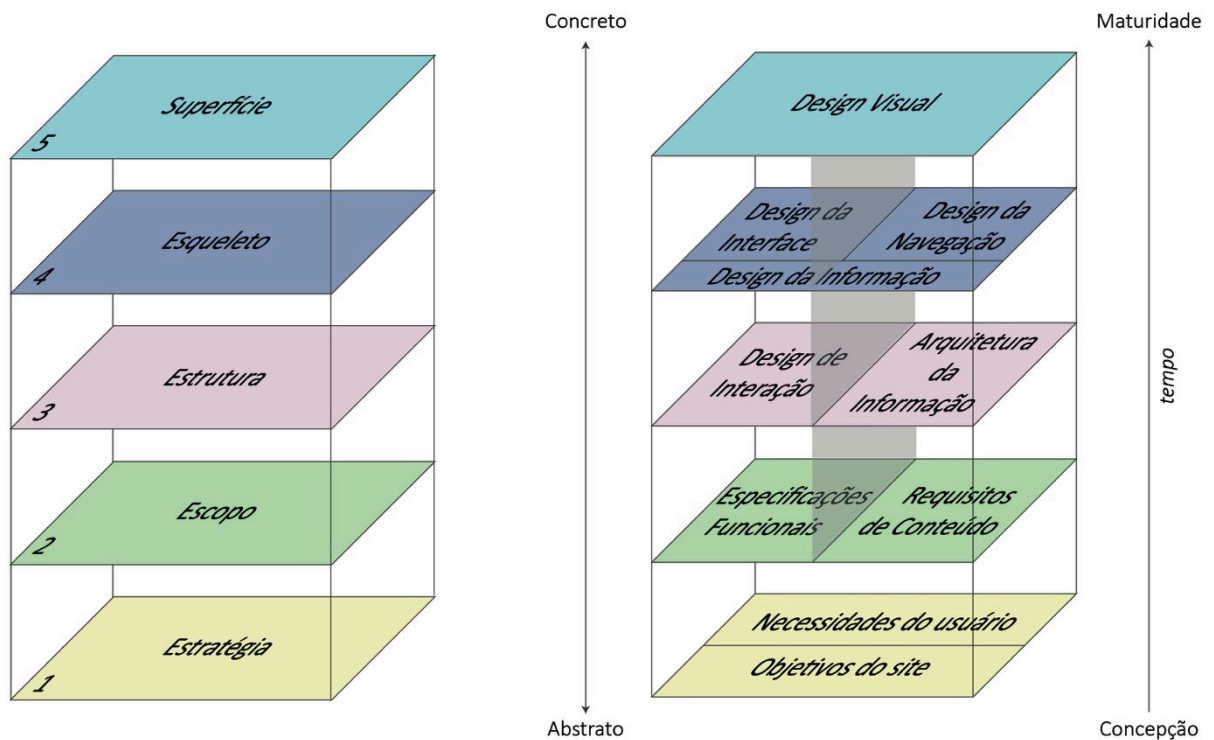 Concreto
Superfície
5
Esqueleto
4
Estrutura
3
Escopo
2
Estratégia
1
Abstrato
Maturidade
Design Visual
Design da
Interface
Design da
Navegação
Design da Informação
Design de
Interação
Arquitetura
da
Informação
Especificações
Funcionais
Requisitos
de Conteúdo
Necessidades do usuário
Objetivos do site
tempo
Concepção